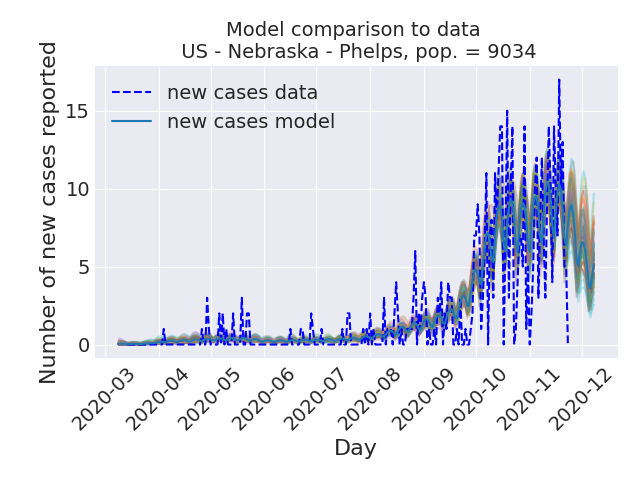 Model comparison to data
US - Nebraska - Phelps, pop. = 9034
new cases data
new cases model
Number of new cases reported
15
10
5
0
2020-03
2020-04
2020-05
2020-06
2020-07
2020-08
2020-09
2020-10
2020-11
2020-12
Day